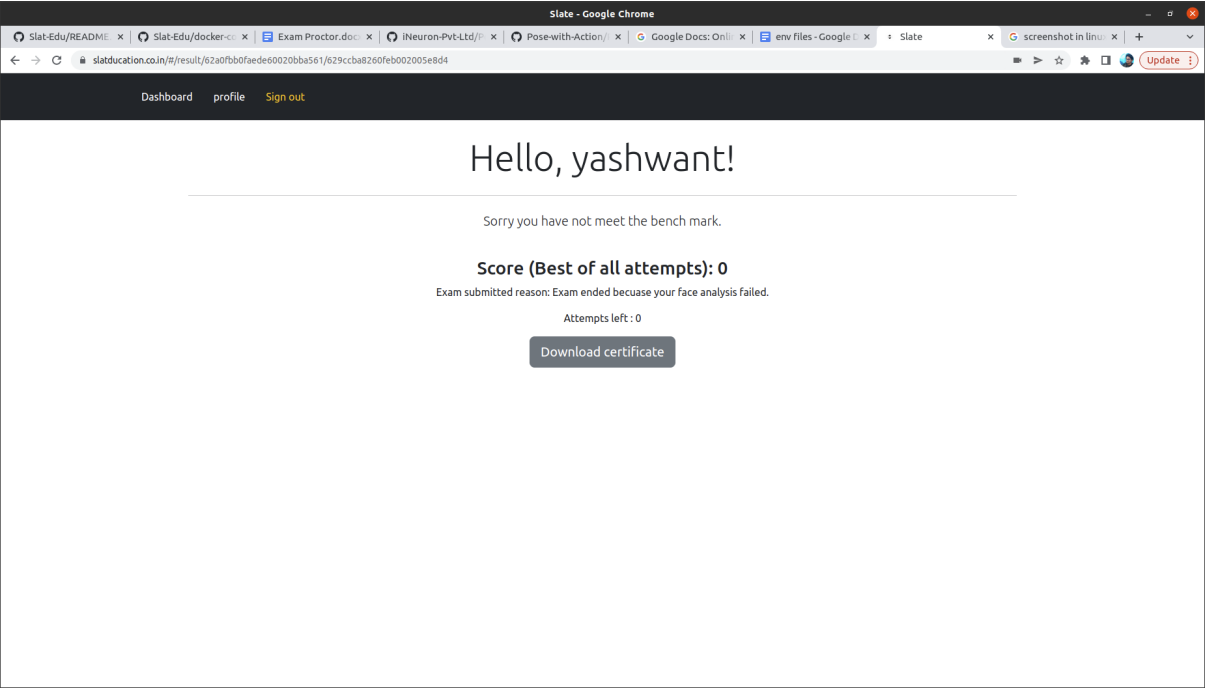 Slate - Google Chrome
Slat-Edu/README
Slat-Edu/docker-co
Exam Proctor.doc
iNeuron-Pvt-Ltd/P
Pose-with-Action/
Google Docs: Onli
env files - Google D
Slate
screenshot in linu
slatducation.co.in/#/result/62a0fbb0faede60020bba561/629ccba8260feb002005e8d4
Update
Dashboard profile Sign out
Hello, yashwant!
Sorry you have not meet the bench mark.
Score (Best of all attempts): 0
Exam submitted reason: Exam ended becuase your face analysis failed.
Attempts left : 0
Download certificate